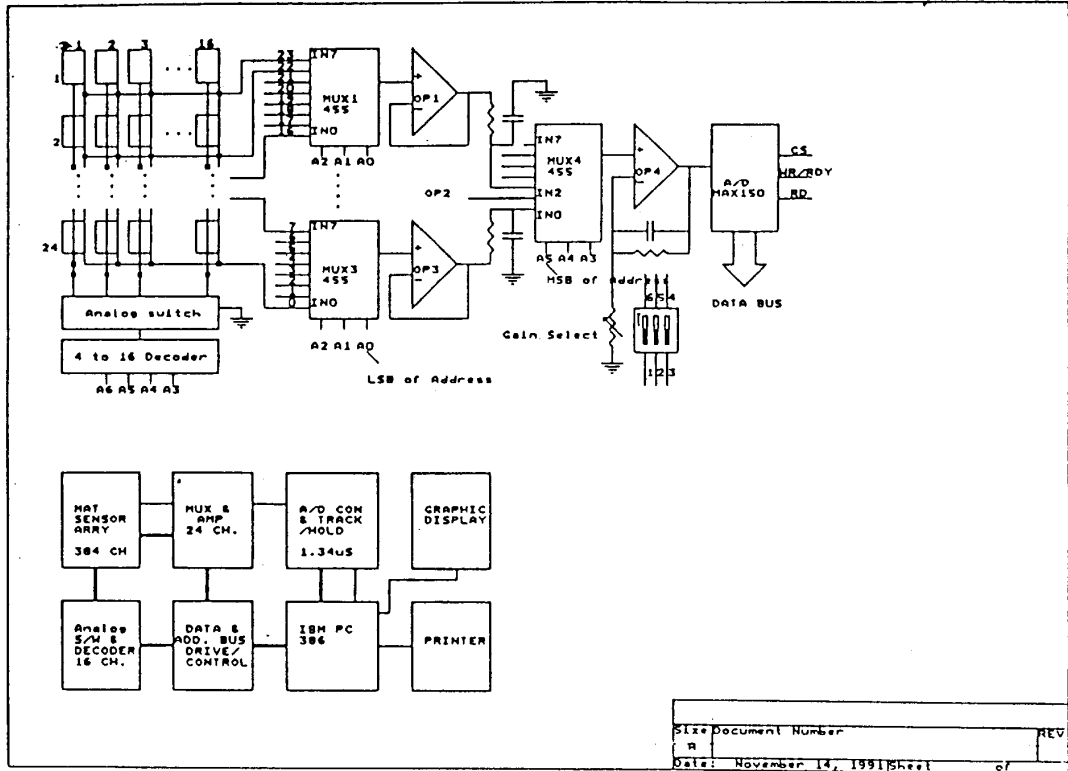 1 2 3 16
1
2
24
Analog switch
4 to 16 Decoder
A6 A5 A4 A3
23
22
IN7
MUX1
455
IN0
A2 A1 A0
OP1
7
IN7
MUX3
455
0
IN0
A2 A1 A0
LSB of Address
OP3
OP2
IN7
MUX4
455
IN2
IN0
A5 A4 A3
MSB of Address
OP4
Gain Select
6 5 4
1 2 3
A/D
MAX150
CS
RD
DATA BUS
MAT
SENSOR
ARRY
384 CH
MUX &
AMP
24 CH.
A/D CON
& TRACK
/HOLD
1.34uS
GRAPHIC
DISPLAY
Analog
S/W &
DECODER
16 CH.
DATA &
ADD. BUS
DRIVE/
CONTROL
IBM PC
386
PRINTER
Size Document Number REV
A
Date: November 14, 1991 Sheet of